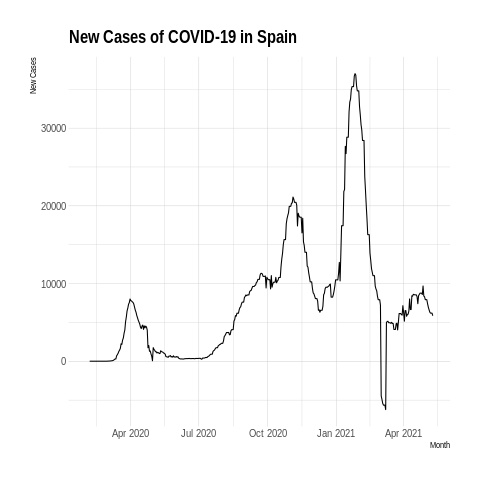 New Cases of COVID-19 in Spain
New Cases
30000
20000
10000
0
Apr 2020 Jul 2020 Oct 2020 Jan 2021 Apr 2021
Month